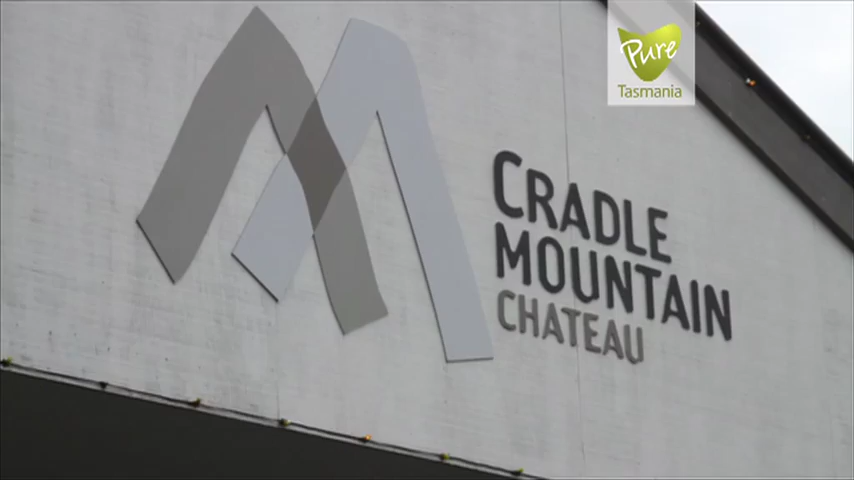 Pure
Tasmania
CRADLE
MOUNTAIN
CHATEAU